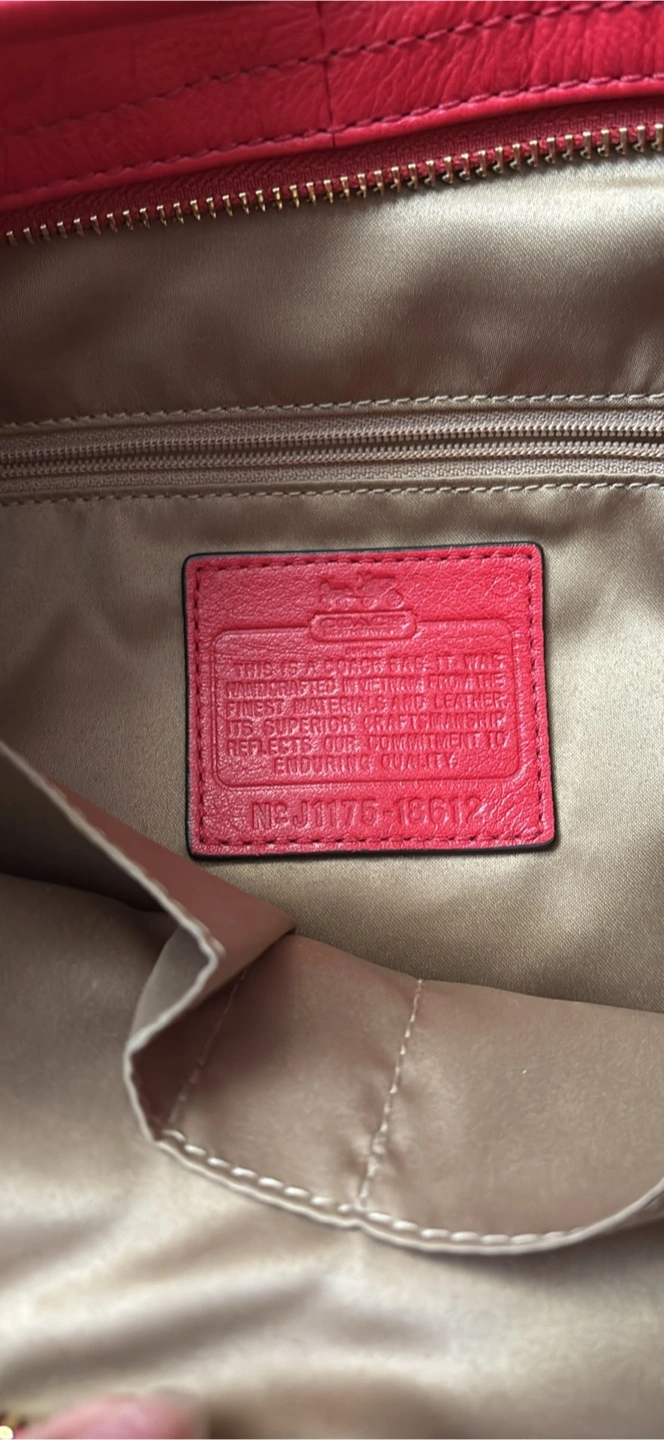 COACH
THIS IS A COACH BAG. IT WAS
HANDCRAFTED IN VIETNAM FROM THE
FINEST MATERIALS AND LEATHER.
ITS SUPERIOR CRAFTSMANSHIP
REFLECTS OUR COMMITMENT TO
ENDURING QUALITY.
Nº J1175-18612